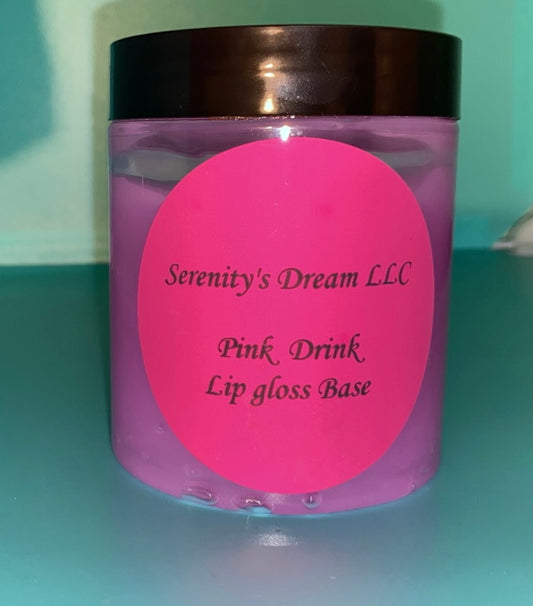 Serenity's Dream LLC
Pink Drink
Lip gloss Base